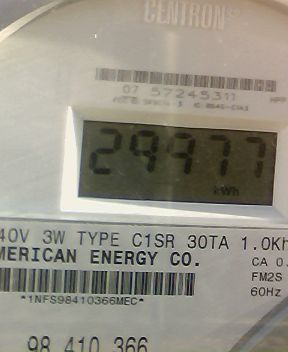 CENTRON
07 57245311
29977
kWh
40V 3W TYPE C1SR 30TA 1.0Kh
MERICAN ENERGY CO.
CA 0.
FM2S
60Hz
*1NFS98410366MEC*
98 410 366